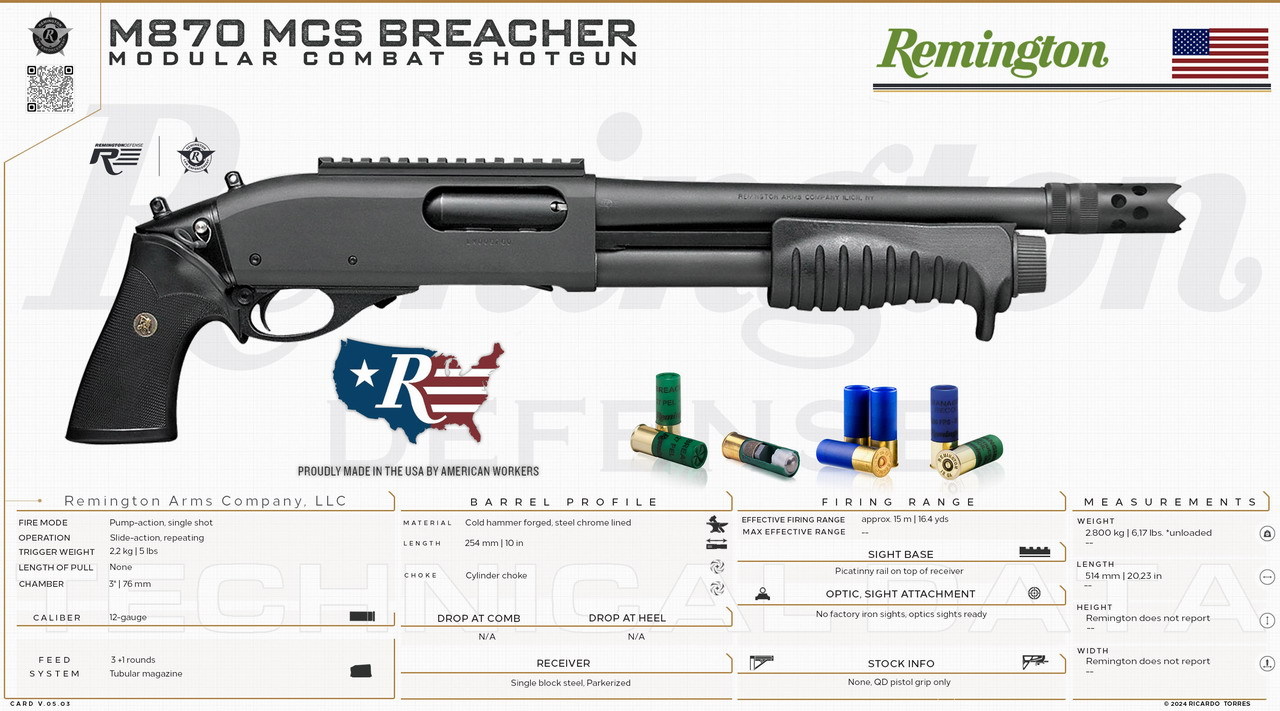 M870 MCS BREACHER
MODULAR COMBAT SHOTGUN
Remington
REMINGTON DEFENSE
R
REMINGTON ARMS COMPANY ILION, NY
Remington
DEFENSE
R
PROUDLY MADE IN THE USA BY AMERICAN WORKERS
TECHNICAL DATA
Remington Arms Company, LLC
FIRE MODE Pump-action, single shot
OPERATION Slide-action, repeating
TRIGGER WEIGHT 2,2 kg | 5 lbs
LENGTH OF PULL None
CHAMBER 3" | 76 mm
CALIBER 12-gauge
FEED SYSTEM
3 +1 rounds
Tubular magazine
BARREL PROFILE
MATERIAL Cold hammer forged, steel chrome lined
LENGTH 254 mm | 10 in
CHOKE Cylinder choke
DROP AT COMB DROP AT HEEL
N/A N/A
RECEIVER
Single block steel, Parkerized
FIRING RANGE
EFFECTIVE FIRING RANGE approx. 15 m | 16.4 yds
MAX EFFECTIVE RANGE --
SIGHT BASE
Picatinny rail on top of receiver
OPTIC, SIGHT ATTACHMENT
No factory iron sights, optics sights ready
STOCK INFO
None, QD pistol grip only
MEASUREMENTS
WEIGHT
2.800 kg | 6,17 lbs. *unloaded
--
LENGTH
514 mm | 20,23 in
--
HEIGHT
Remington does not report
--
WIDTH
Remington does not report
--
CARD V.05.03
© 2024 RICARDO TORRES